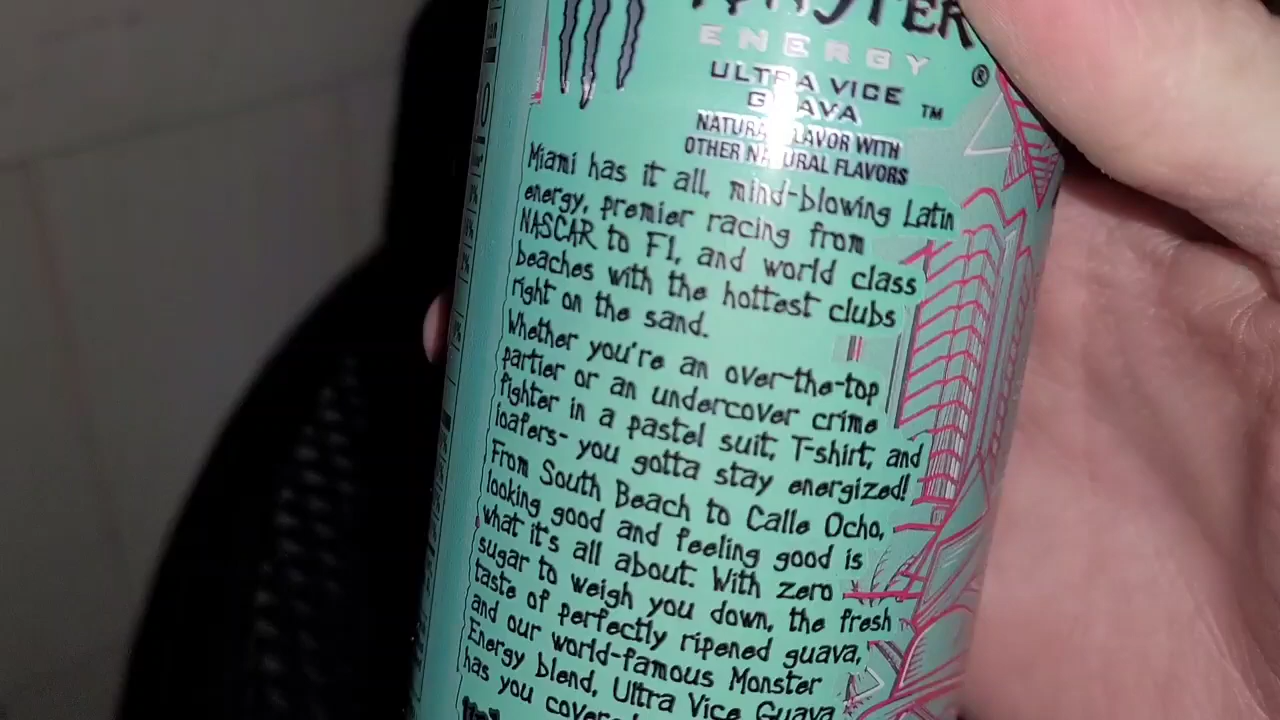 MONSTER
ENERGY
®
ULTRA VICE
GUAVA ™
NATURAL FLAVOR WITH
OTHER NATURAL FLAVORS
Miami has it all, mind-blowing Latin
energy, premier racing from
NASCAR to F1, and world class
beaches with the hottest clubs
right on the sand.
Whether you're an over-the-top
partier or an undercover crime
fighter in a pastel suit, T-shirt, and
loafers- you gotta stay energized!
From South Beach to Calle Ocho,
looking good and feeling good is
what it's all about. With zero
sugar to weigh you down, the fresh
taste of perfectly ripened guava,
and our world-famous Monster
Energy blend, Ultra Vice Guava
has you covered